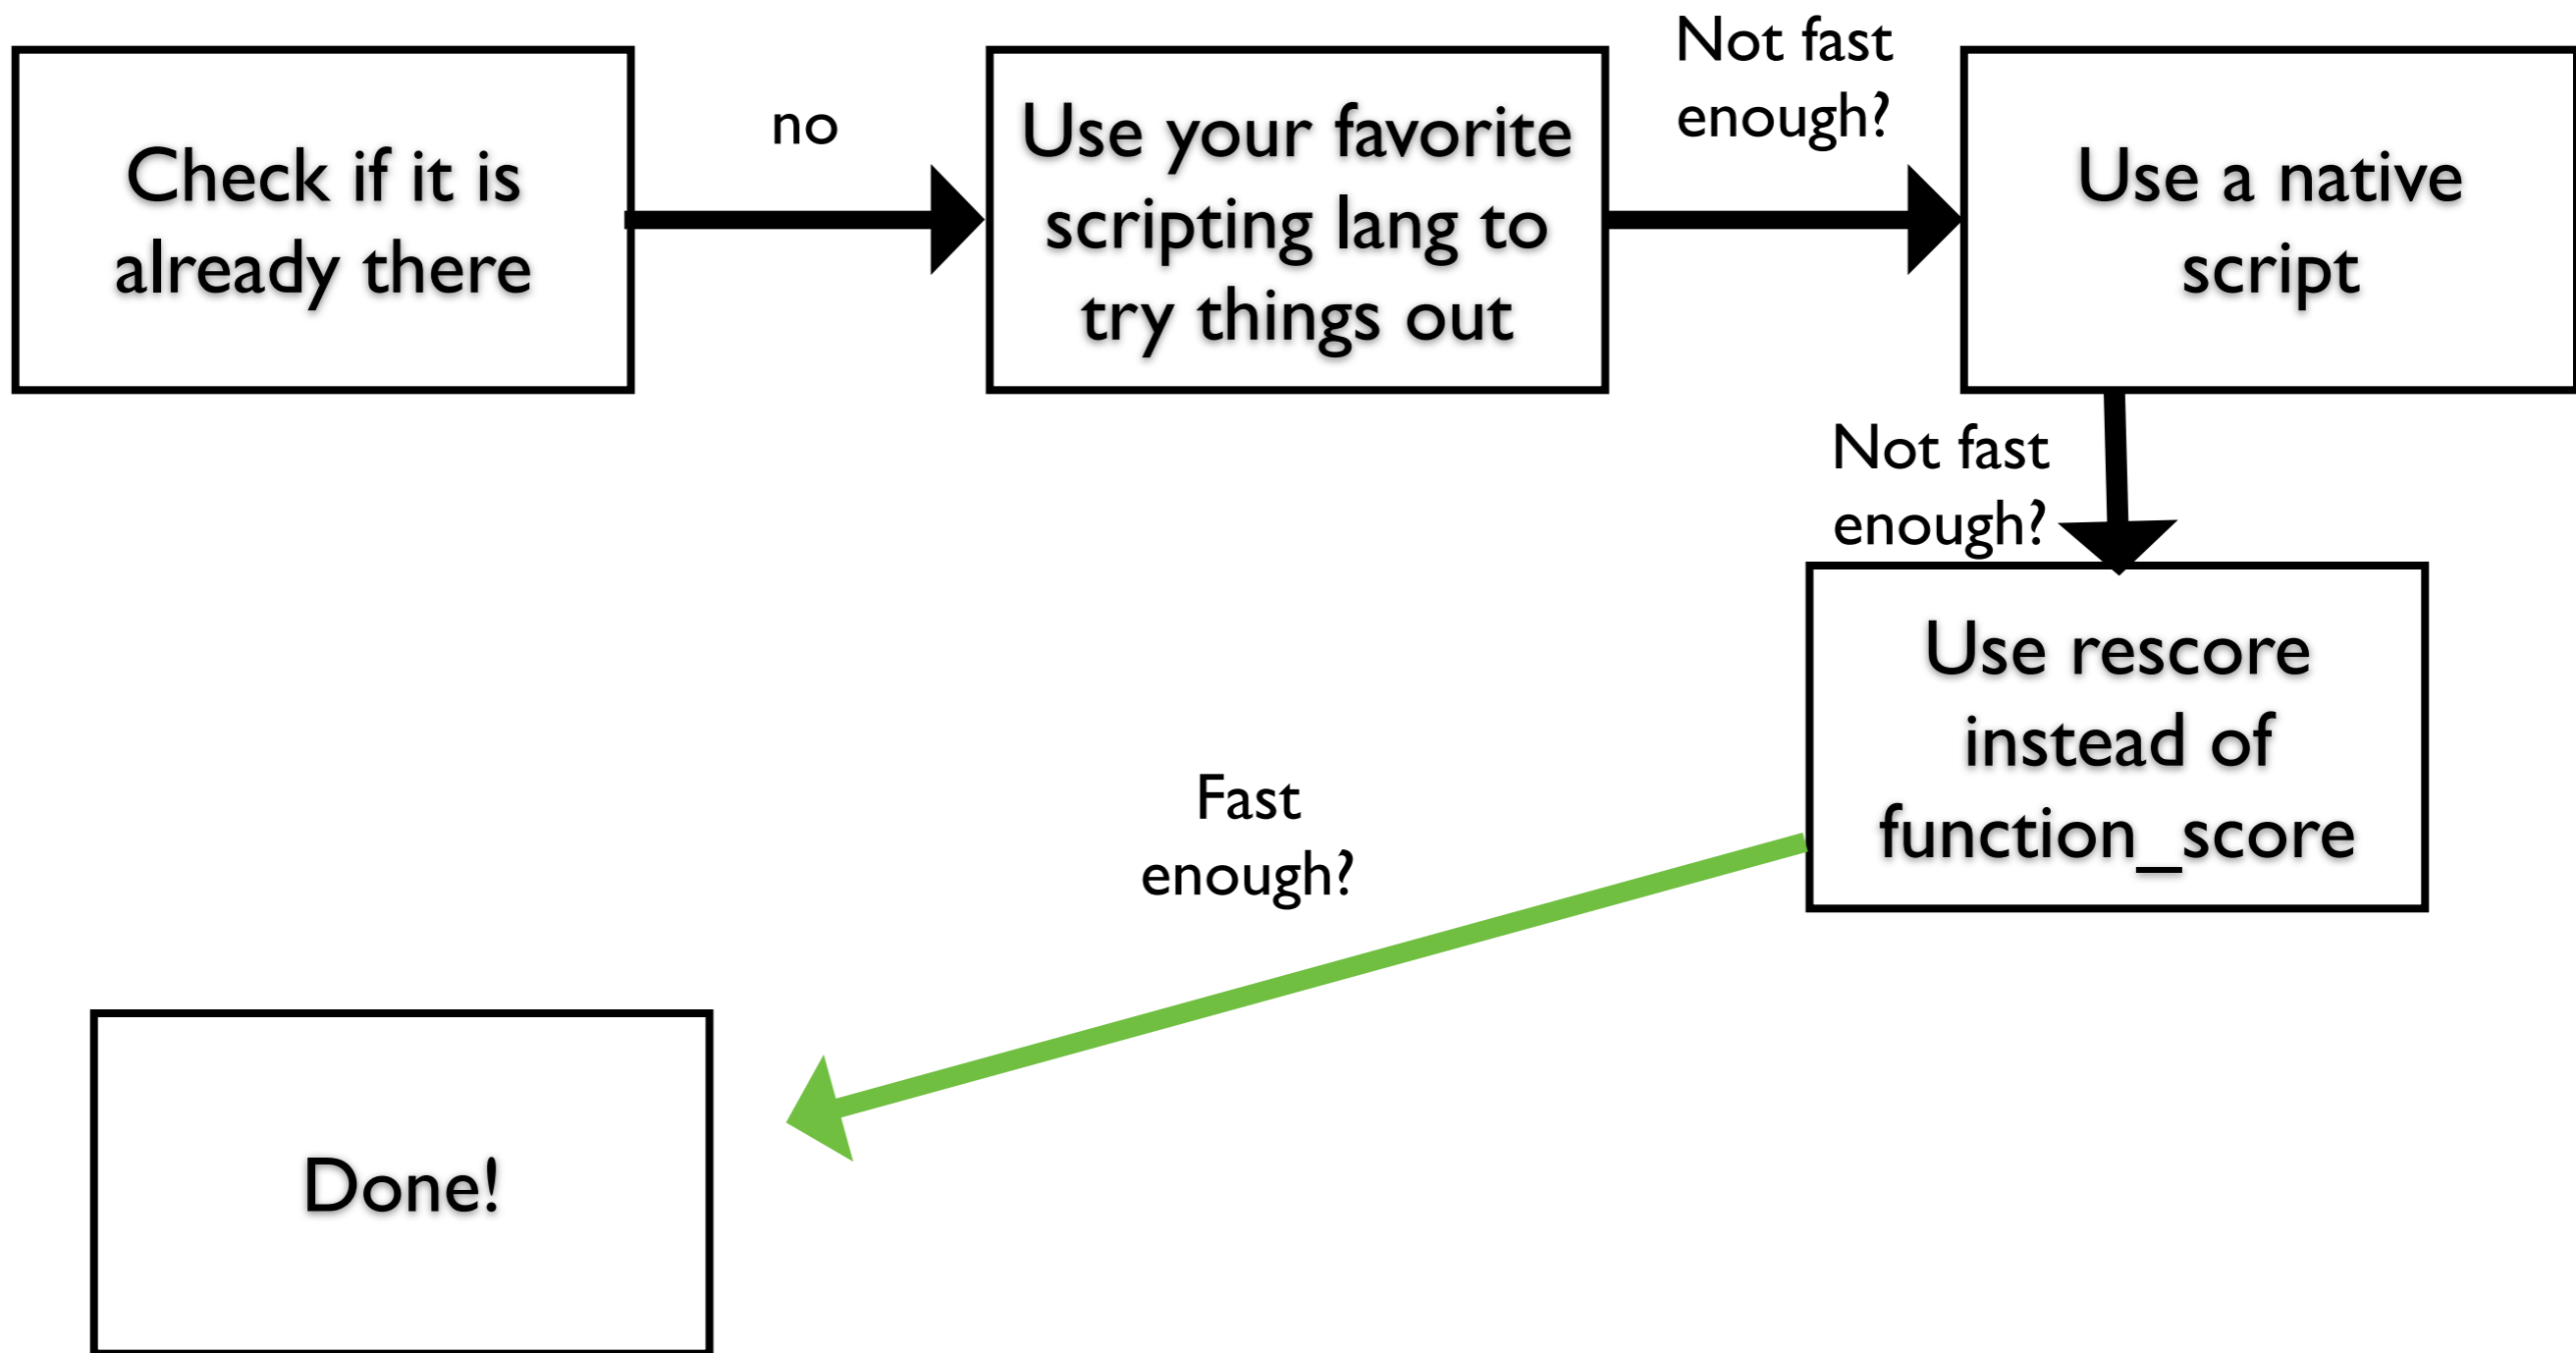 Check if it is
already there
no
Use your favorite
scripting lang to
try things out
Not fast
enough?
Use a native
script
Not fast
enough?
Use rescore
instead of
function_score
Fast
enough?
Done!